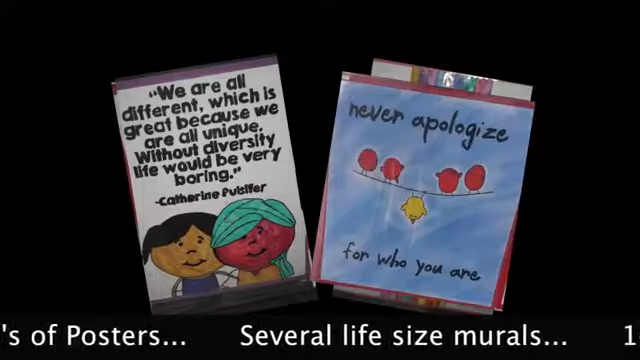 "We are all
different, which is
great because we
are all unique.
Without diversity
life would be very
boring."
-Catherine Pulsifer
never apologize
for who you are
's of Posters... Several life size murals... 1